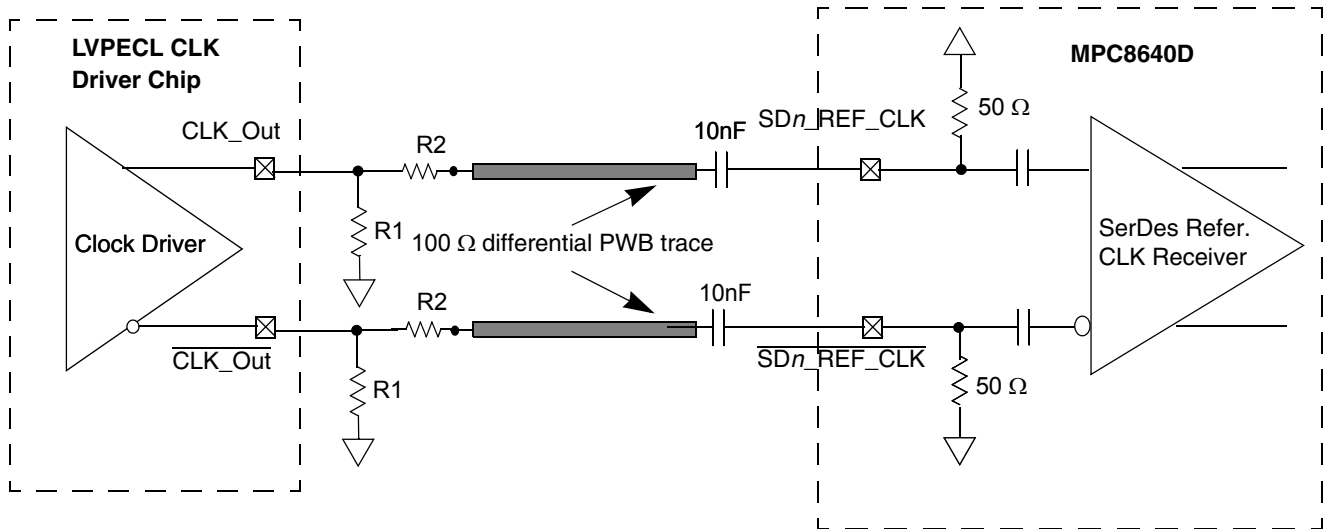 LVPECL CLK
Driver Chip
MPC8640D
CLK_Out
R2
10nF
SDn_REF_CLK
50 Ω
Clock Driver
R1
100 Ω differential PWB trace
SerDes Refer.
CLK Receiver
R2
10nF
CLK_Out
SDn_REF_CLK
R1
50 Ω